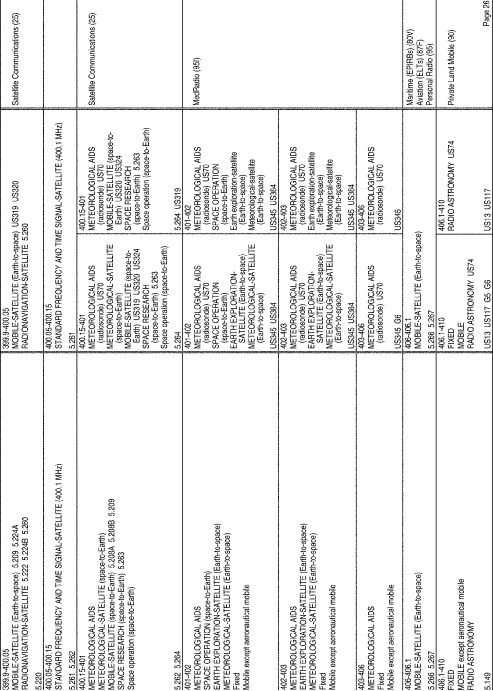 399.9-400.05
MOBILE-SATELLITE (Earth-to-space) 5.209 5.224A
RADIONAVIGATION-SATELLITE 5.222 5.224B 5.260
5.220
399.9-400.05
MOBILE-SATELLITE (Earth-to-space) US319 US320
RADIONAVIGATION-SATELLITE 5.260
Satellite Communications (25)
400.05-400.15
STANDARD FREQUENCY AND TIME SIGNAL-SATELLITE (400.1 MHz)
5.261 5.262
400.05-400.15
STANDARD FREQUENCY AND TIME SIGNAL-SATELLITE (400.1 MHz)
5.261
400.15-401
METEOROLOGICAL AIDS
METEOROLOGICAL-SATELLITE (space-to-Earth)
MOBILE-SATELLITE (space-to-Earth) 5.208A 5.208B 5.209
SPACE RESEARCH (space-to-Earth) 5.263
Space operation (space-to-Earth)
5.262 5.264
400.15-401
METEOROLOGICAL AIDS
(radiosonde) US70
METEOROLOGICAL-SATELLITE
(space-to-Earth)
MOBILE-SATELLITE (space-to-
Earth) US319 US320 US324
SPACE RESEARCH
(space-to-Earth) 5.263
Space operation (space-to-Earth)
5.264
400.15-401
METEOROLOGICAL AIDS
(radiosonde) US70
MOBILE-SATELLITE (space-to-
Earth) US320 US324
SPACE RESEARCH
(space-to-Earth) 5.263
Space operation (space-to-Earth)
5.264 US319
Satellite Communications (25)
401-402
METEOROLOGICAL AIDS
SPACE OPERATION (space-to-Earth)
EARTH EXPLORATION-SATELLITE (Earth-to-space)
METEOROLOGICAL-SATELLITE (Earth-to-space)
Fixed
Mobile except aeronautical mobile
401-402
METEOROLOGICAL AIDS
(radiosonde) US70
SPACE OPERATION
(space-to-Earth)
EARTH EXPLORATION-
SATELLITE (Earth-to-space)
METEOROLOGICAL-SATELLITE
(Earth-to-space)
US345 US384
401-402
METEOROLOGICAL AIDS
(radiosonde) US70
SPACE OPERATION
(space-to-Earth)
Earth exploration-satellite
(Earth-to-space)
Meteorological-satellite
(Earth-to-space)
US345 US384
MedRadio (95I)
402-403
METEOROLOGICAL AIDS
EARTH EXPLORATION-SATELLITE (Earth-to-space)
METEOROLOGICAL-SATELLITE (Earth-to-space)
Fixed
Mobile except aeronautical mobile
402-403
METEOROLOGICAL AIDS
(radiosonde) US70
EARTH EXPLORATION-
SATELLITE (Earth-to-space)
METEOROLOGICAL-SATELLITE
(Earth-to-space)
US345 US384
402-403
METEOROLOGICAL AIDS
(radiosonde) US70
Earth exploration-satellite
(Earth-to-space)
Meteorological-satellite
(Earth-to-space)
US345 US384
403-406
METEOROLOGICAL AIDS
Fixed
Mobile except aeronautical mobile
403-406
METEOROLOGICAL AIDS
(radiosonde) US70
US345 G6
403-406
METEOROLOGICAL AIDS
(radiosonde) US70
US345
406-406.1
MOBILE-SATELLITE (Earth-to-space)
5.266 5.267
406-406.1
MOBILE-SATELLITE (Earth-to-space)
5.266 5.267
Maritime (EPIRBs) (80V)
Aviation (ELTs) (87F)
Personal Radio (95)
406.1-410
FIXED
MOBILE except aeronautical mobile
RADIO ASTRONOMY
5.149
406.1-410
FIXED
MOBILE
RADIO ASTRONOMY US74
US13 US117 G5 G6
406.1-410
RADIO ASTRONOMY US74
US13 US117
Private Land Mobile (90)
Page 26